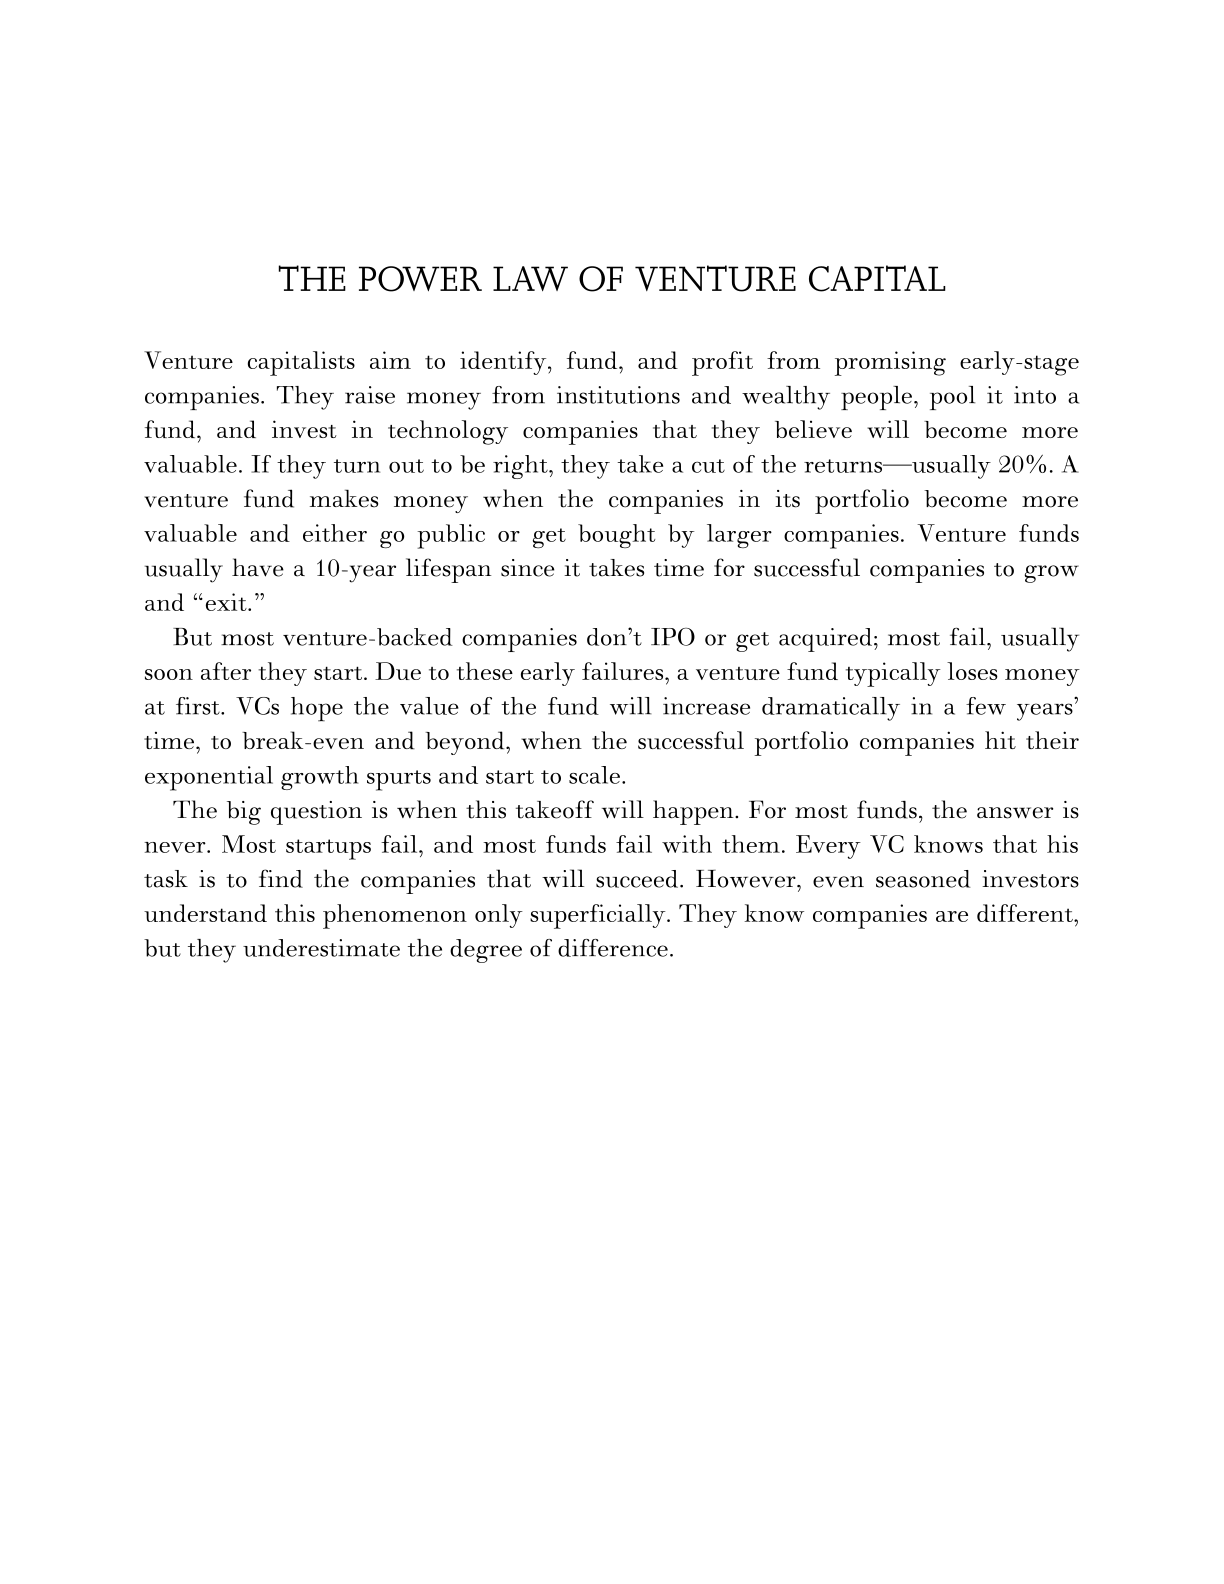 THE POWER LAW OF VENTURE CAPITAL
Venture capitalists aim to identify, fund, and profit from promising early-stage
companies. They raise money from institutions and wealthy people, pool it into a
fund, and invest in technology companies that they believe will become more
valuable. If they turn out to be right, they take a cut of the returns—usually 20%. A
venture fund makes money when the companies in its portfolio become more
valuable and either go public or get bought by larger companies. Venture funds
usually have a 10-year lifespan since it takes time for successful companies to grow
and “exit.”
But most venture-backed companies don’t IPO or get acquired; most fail, usually
soon after they start. Due to these early failures, a venture fund typically loses money
at first. VCs hope the value of the fund will increase dramatically in a few years’
time, to break-even and beyond, when the successful portfolio companies hit their
exponential growth spurts and start to scale.
The big question is when this takeoff will happen. For most funds, the answer is
never. Most startups fail, and most funds fail with them. Every VC knows that his
task is to find the companies that will succeed. However, even seasoned investors
understand this phenomenon only superficially. They know companies are different,
but they underestimate the degree of difference.